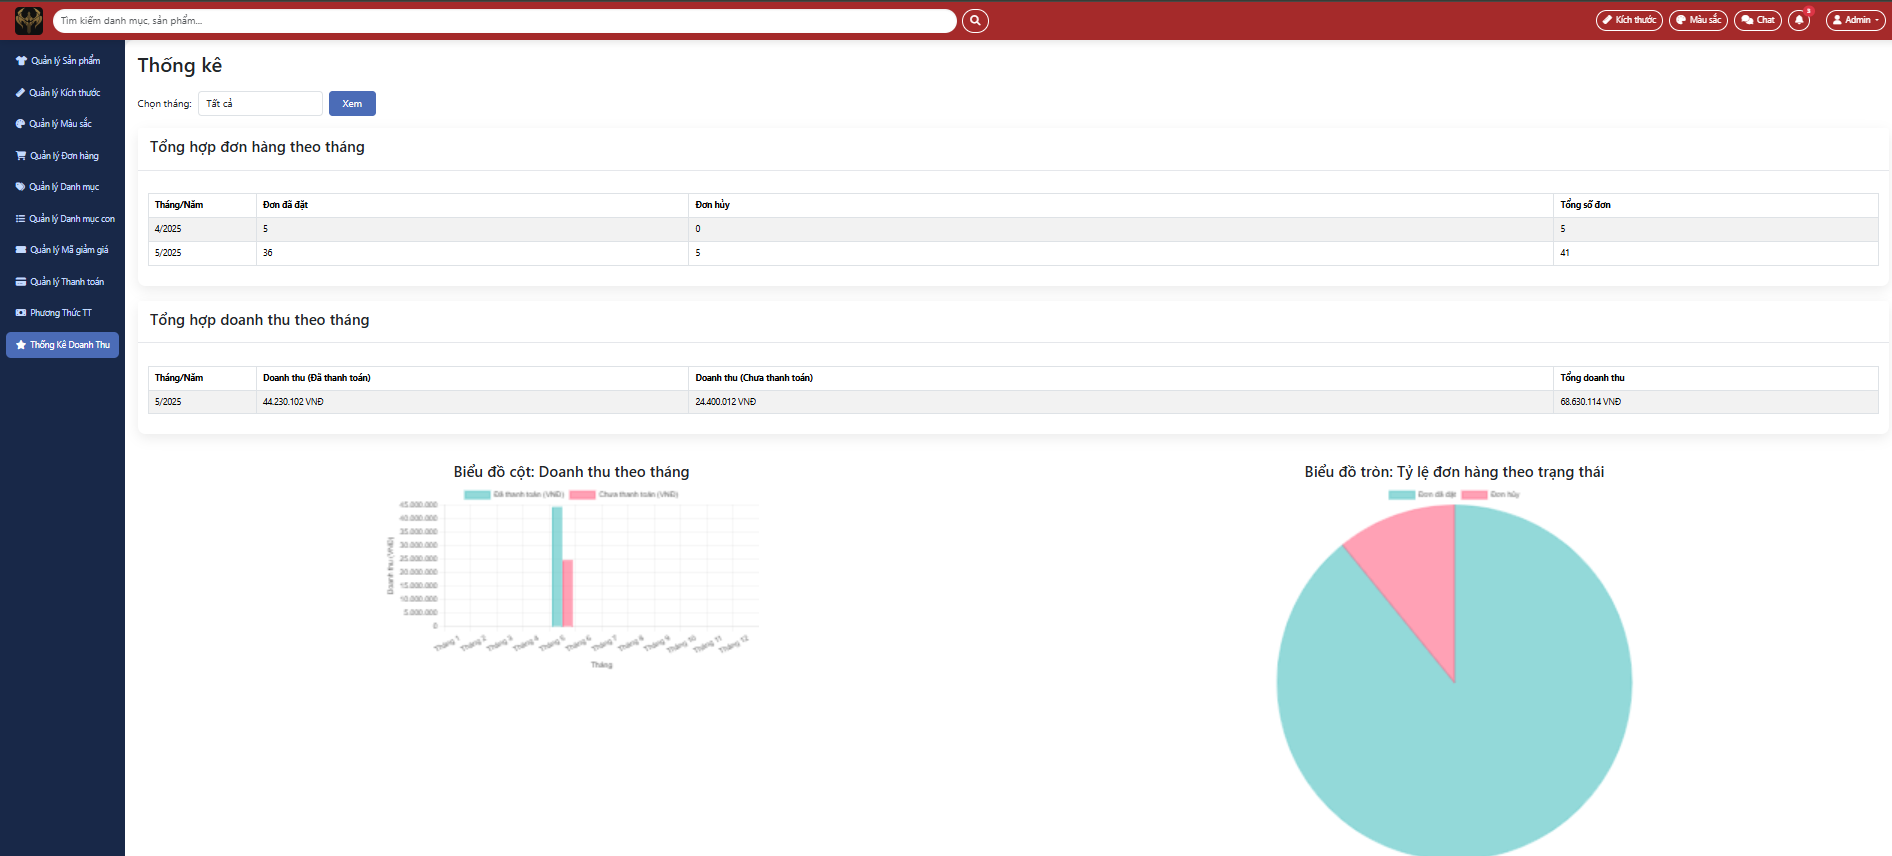 Tìm kiếm danh mục, sản phẩm...
Kích thước
Màu sắc
Chat
3
Admin
Quản lý Sản phẩm
Quản lý Kích thước
Quản lý Màu sắc
Quản lý Đơn hàng
Quản lý Danh mục
Quản lý Danh mục con
Quản lý Mã giảm giá
Quản lý Thanh toán
Phương Thức TT
Thống Kê Doanh Thu
Thống kê
Chọn tháng: Tất cả Xem
Tổng hợp đơn hàng theo tháng
Tháng/Năm Đơn đã đặt Đơn hủy Tổng số đơn
4/2025 5 0 5
5/2025 36 5 41
Tổng hợp doanh thu theo tháng
Tháng/Năm Doanh thu (Đã thanh toán) Doanh thu (Chưa thanh toán) Tổng doanh thu
5/2025 44.230.102 VNĐ 24.400.012 VNĐ 68.630.114 VNĐ
Biểu đồ cột: Doanh thu theo tháng
Đã thanh toán (VNĐ) Chưa thanh toán (VNĐ)
Doanh thu (VNĐ)
45.000.000
40.000.000
35.000.000
30.000.000
25.000.000
20.000.000
15.000.000
10.000.000
5.000.000
0
Tháng 1 Tháng 2 Tháng 3 Tháng 4 Tháng 5 Tháng 6 Tháng 7 Tháng 8 Tháng 9 Tháng 10 Tháng 11 Tháng 12
Tháng
Biểu đồ tròn: Tỷ lệ đơn hàng theo trạng thái
Đơn đã đặt Đơn hủy